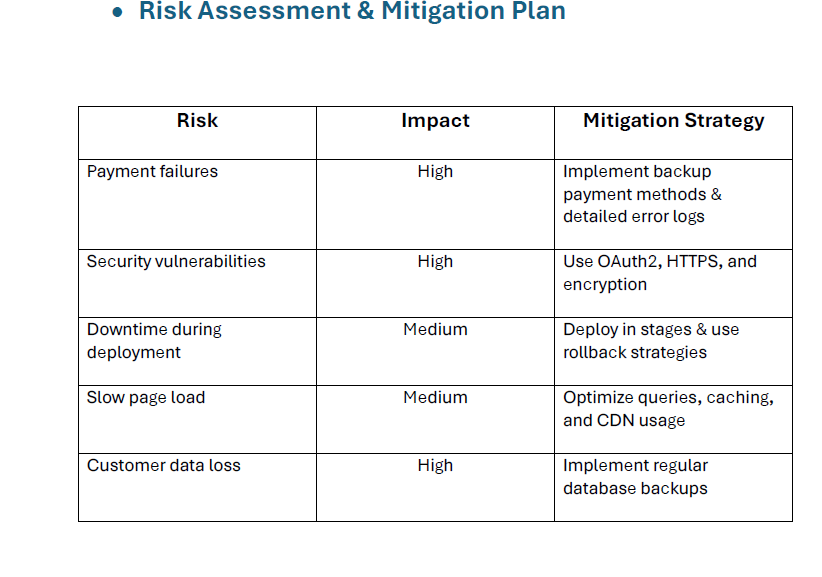 • Risk Assessment & Mitigation Plan
Risk Impact Mitigation Strategy
Payment failures High Implement backup
payment methods &
detailed error logs
Security vulnerabilities High Use OAuth2, HTTPS, and
encryption
Downtime during Medium Deploy in stages & use
deployment rollback strategies
Slow page load Medium Optimize queries, caching,
and CDN usage
Customer data loss High Implement regular
database backups